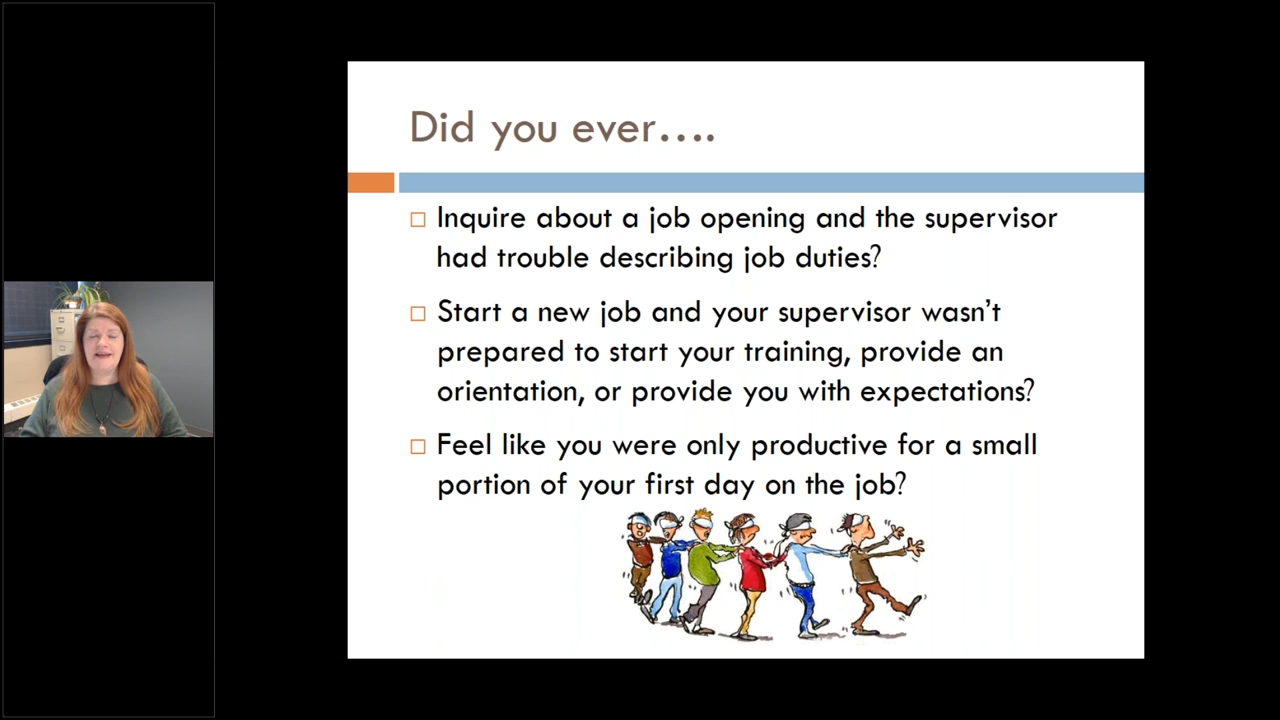 Did you ever….
Inquire about a job opening and the supervisor
had trouble describing job duties?
Start a new job and your supervisor wasn’t
prepared to start your training, provide an
orientation, or provide you with expectations?
Feel like you were only productive for a small
portion of your first day on the job?